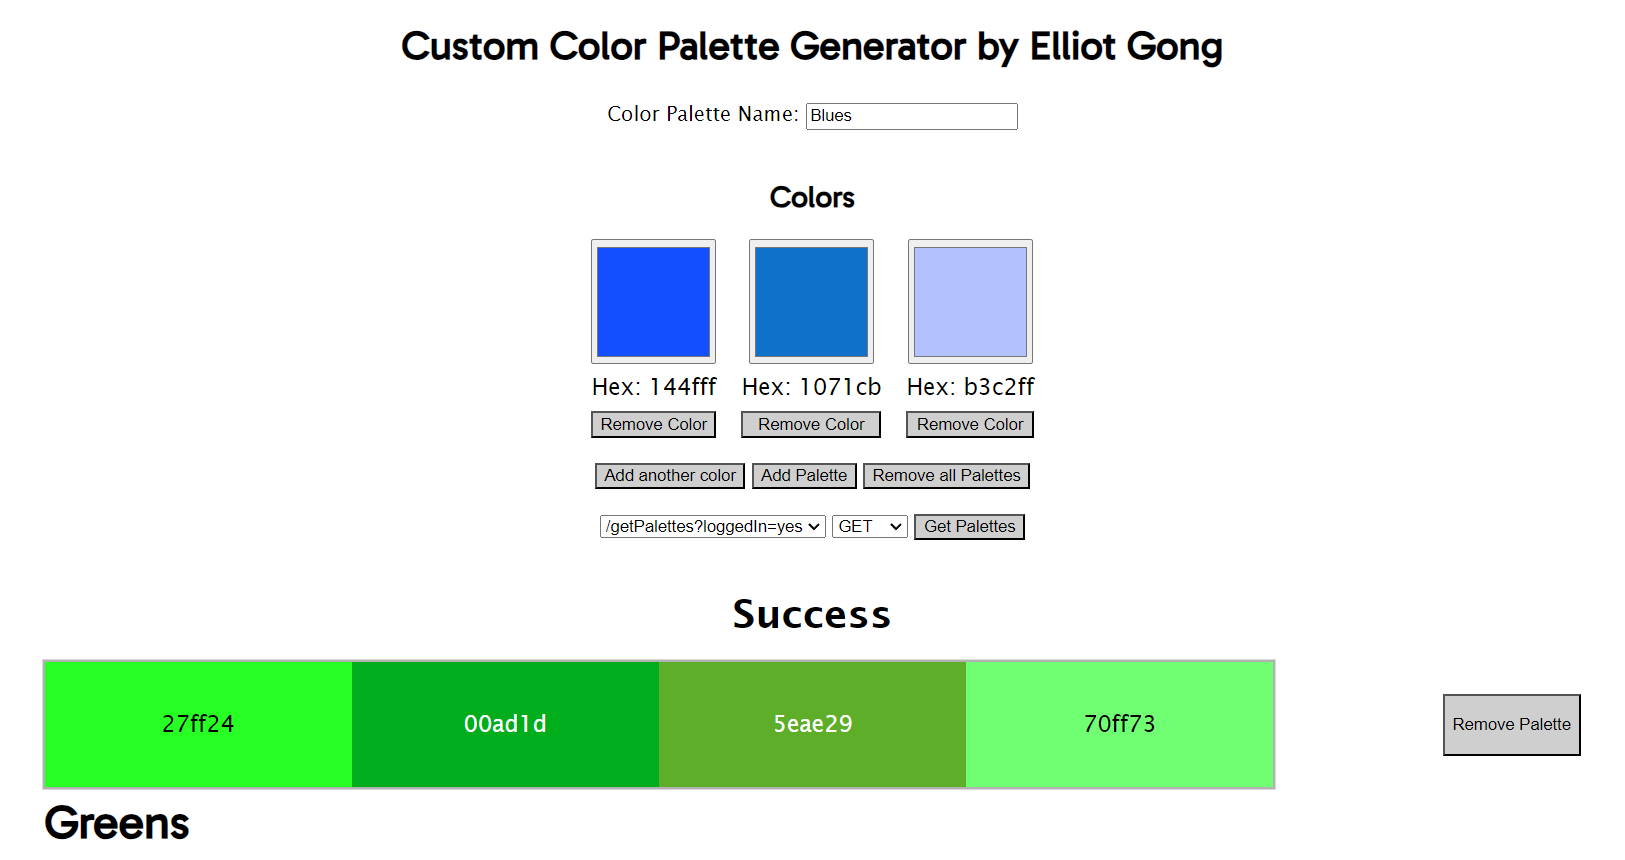 Custom Color Palette Generator by Elliot Gong
Color Palette Name: Blues
Colors
Hex: 144fff Hex: 1071cb Hex: b3c2ff
Remove Color Remove Color Remove Color
Add another color Add Palette Remove all Palettes
/getPalettes?loggedIn=yes GET Get Palettes
Success
27ff24 00ad1d 5eae29 70ff73 Remove Palette
Greens